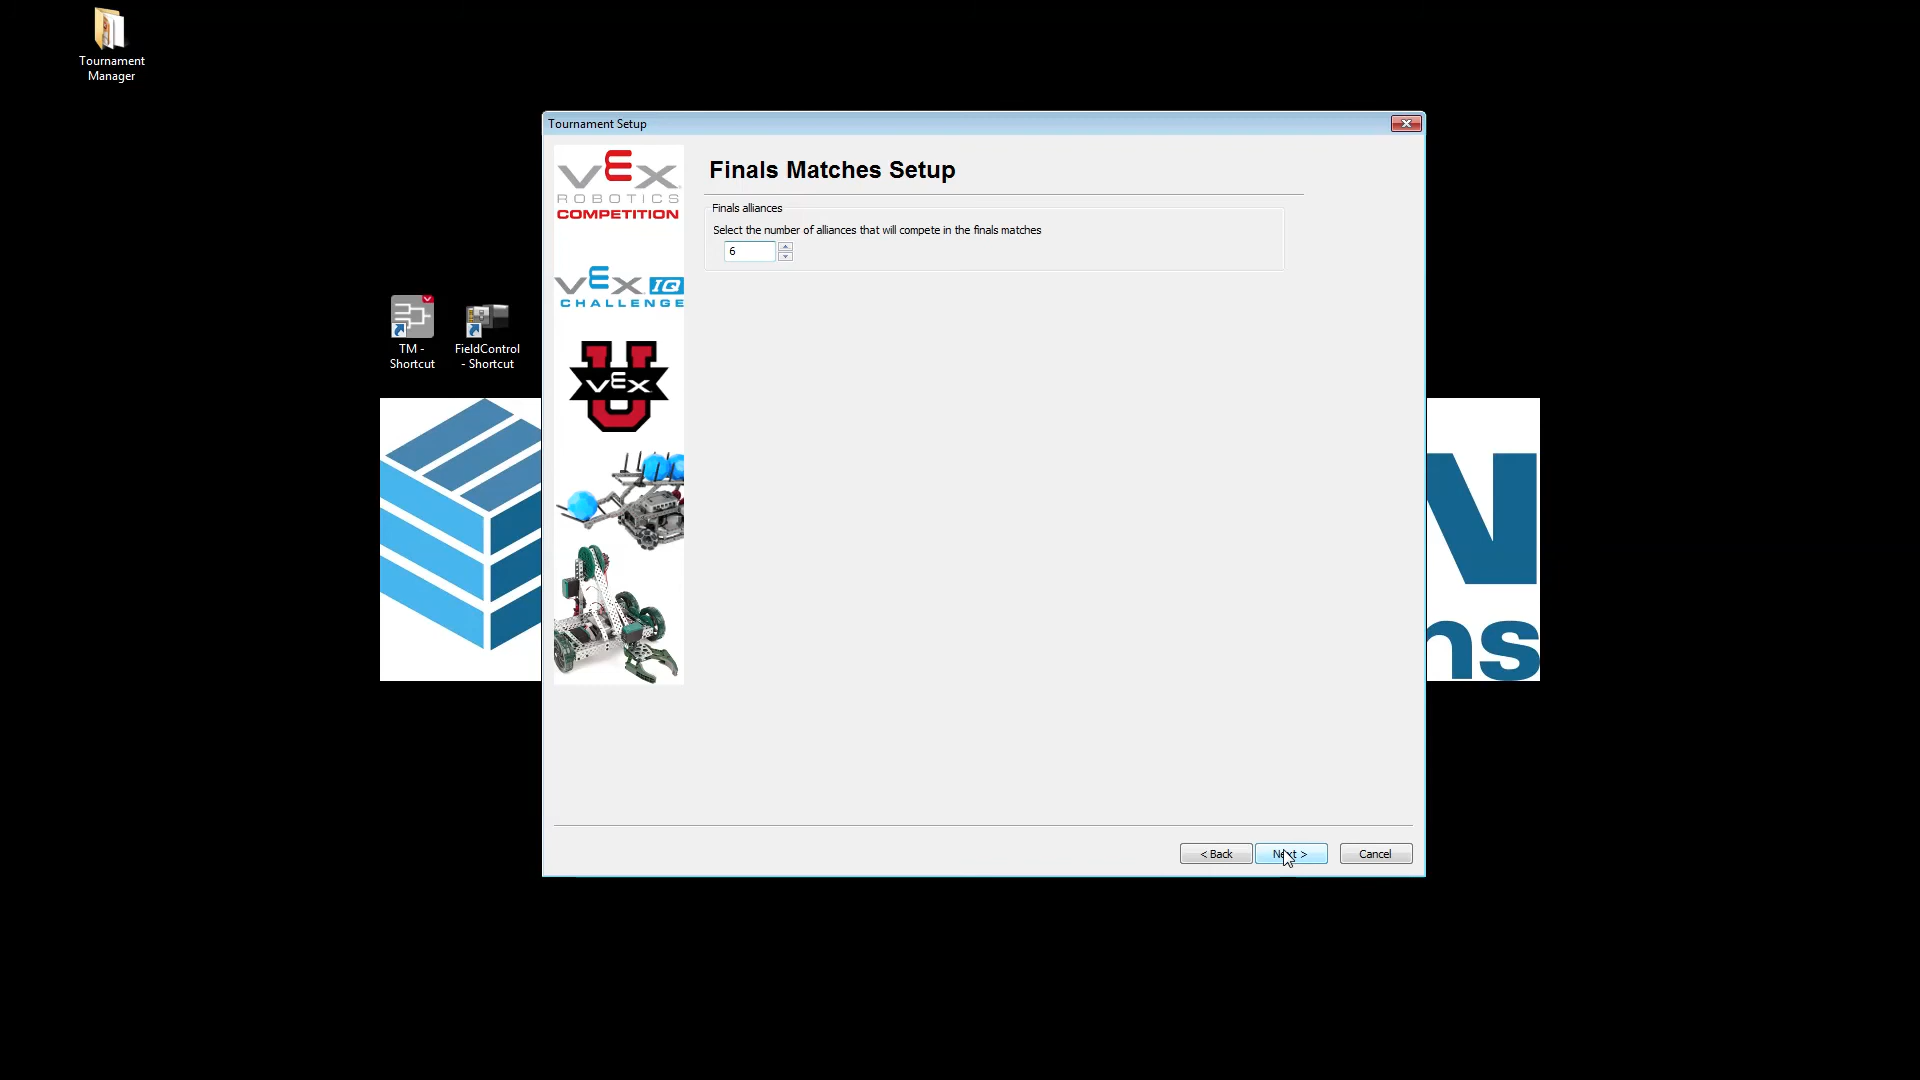 Tournament
Manager
Tournament Setup
VEX
ROBOTICS
COMPETITION
Finals Matches Setup
Finals alliances
Select the number of alliances that will compete in the finals matches
6
VEX IQ
CHALLENGE
TM -
Shortcut
FieldControl
- Shortcut
U
VEX
N
ns
< Back
Next >
Cancel